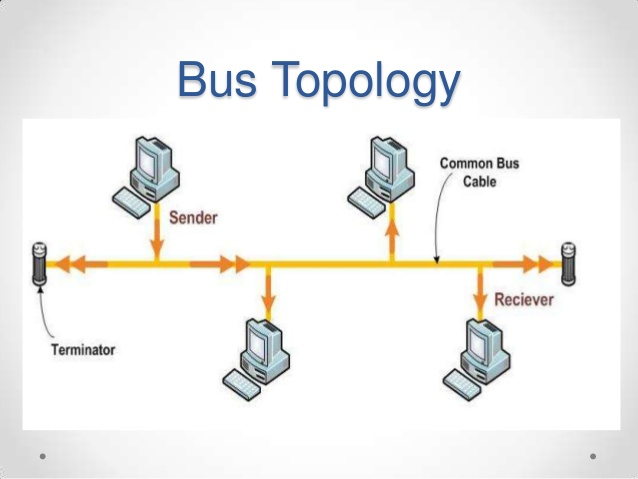 Bus Topology
Common Bus
Cable
Sender
Reciever
Terminator